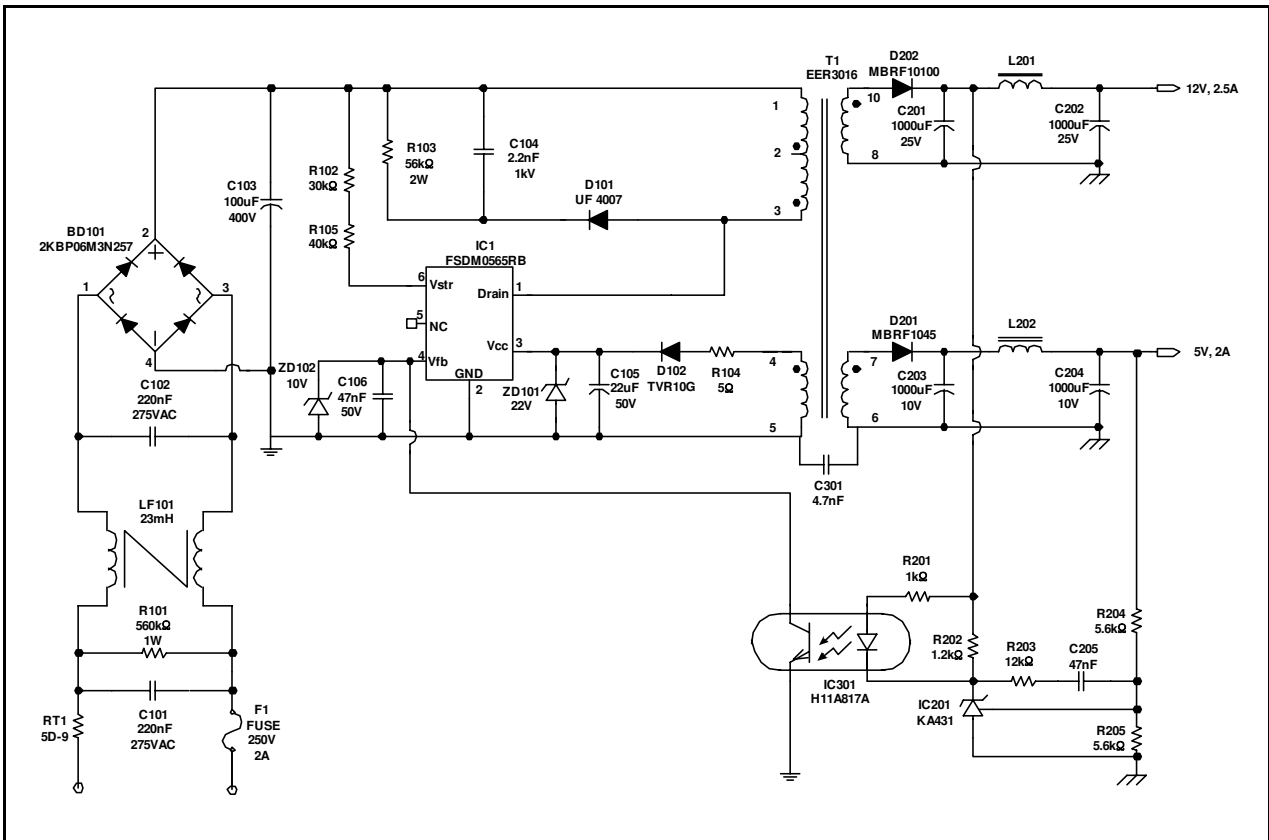 T1
EER3016
D202
MBRF10100
L201
12V, 2.5A
1
10
C201
1000uF
25V
C202
1000uF
25V
R103
56kΩ
2W
C104
2.2nF
1kV
2
8
R102
30kΩ
C103
100uF
400V
D101
UF 4007
3
BD101
2KBP06M3N257
2
R105
40kΩ
IC1
FSDM0565RB
1
3
6
Vstr
Drain
1
5
NC
4
Vfb
Vcc
3
GND
2
D201
MBRF1045
L202
5V, 2A
4
ZD102
10V
C106
47nF
50V
ZD101
22V
C105
22uF
50V
D102
TVR10G
R104
5Ω
4
7
C203
1000uF
10V
C204
1000uF
10V
C102
220nF
275VAC
5
6
C301
4.7nF
LF101
23mH
R201
1kΩ
R101
560kΩ
1W
R204
5.6kΩ
R202
1.2kΩ
R203
12kΩ
C205
47nF
IC301
H11A817A
IC201
KA431
R205
5.6kΩ
RT1
5D-9
C101
220nF
275VAC
F1
FUSE
250V
2A